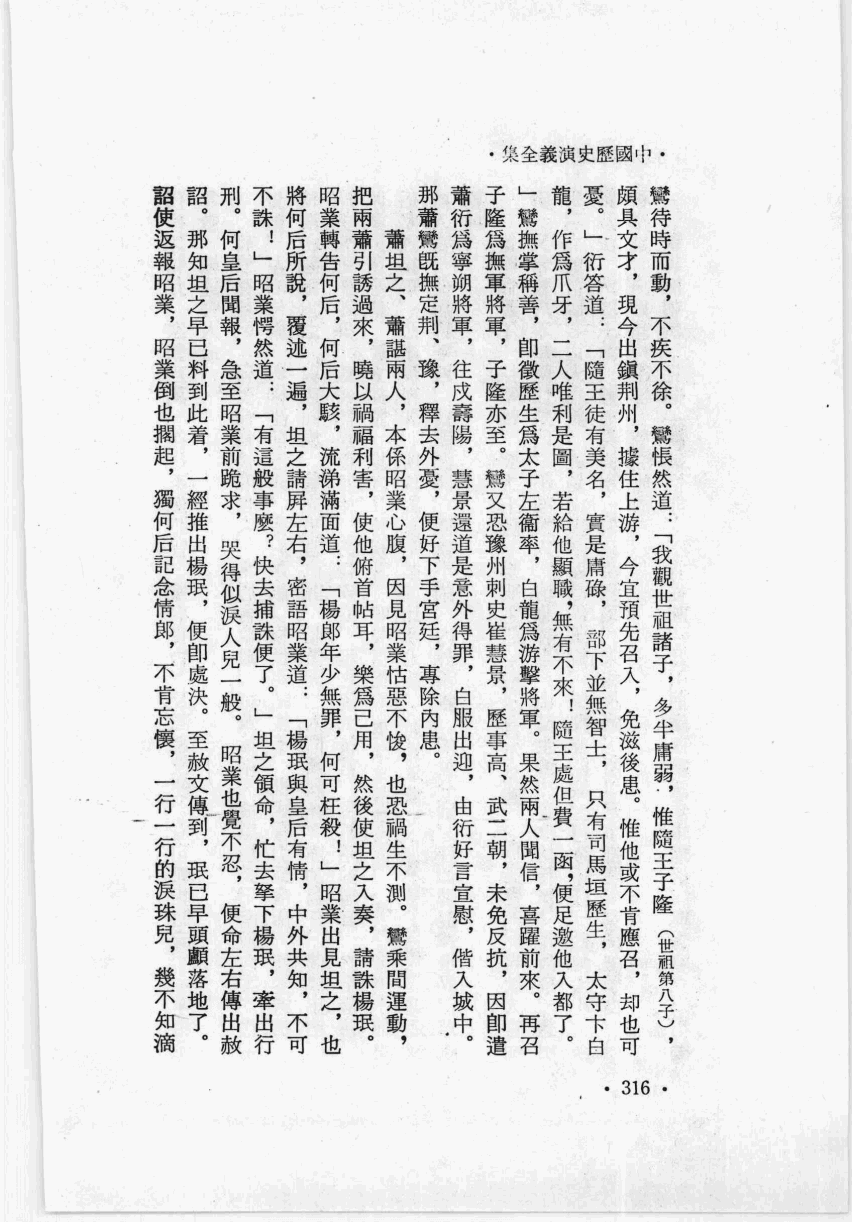 ·中國歷史演義全集·
鸞待時而動，不疾不徐。鸞悵然道：「我觀世祖諸子，多半庸弱，惟隨王子隆（世祖第八子），
頗具文才，現今出鎭荆州，據住上游，今宜預先召入，免滋後患。惟他或不肯應召，却也可
憂。」衍答道：「隨王徒有美名，實是庸碌，部下並無智士，只有司馬垣歷生，太守卞白
龍，作爲爪牙，二人唯利是圖，若給他顯職，無有不來！隨王處但費一函，便足邀他入都了。
」鸞撫掌稱善，卽徵歷生爲太子左衞率，白龍爲游擊將軍。果然兩人聞信，喜躍前來。再召
子隆爲撫軍將軍，子隆亦至。鸞又恐豫州刺史崔慧景，歷事高、武二朝，未免反抗，因卽遣
蕭衍爲寧朔將軍，往戍壽陽，慧景還道是意外得罪，白服出迎，由衍好言宣慰，偕入城中。
那蕭鸞旣撫定荆、豫，釋去外憂，便好下手宮廷，專除內患。
蕭坦之、蕭諶兩人，本係昭業心腹，因見昭業怙惡不悛，也恐禍生不測。鸞乘間運動，
把兩蕭引誘過來，曉以禍福利害，使他俯首帖耳，樂爲己用，然後使坦之入奏，請誅楊珉。
昭業轉告何后，何后大駭，流涕滿面道：「楊郞年少無罪，何可枉殺！」昭業出見坦之，也
將何后所說，覆述一遍，坦之請屛左右，密語昭業道：「楊珉與皇后有情，中外共知，不可
不誅！」昭業愕然道：「有這般事麼？快去捕誅便了。」坦之領命，忙去拏下楊珉，牽出行
刑。何皇后聞報，急至昭業前跪求，哭得似淚人兒一般。昭業也覺不忍，便命左右傳出赦
詔。那知坦之早已料到此着，一經推出楊珉，便卽處決。至赦文傳到，珉已早頭顱落地了。
詔使返報昭業，昭業倒也擱起，獨何后記念情郞，不肯忘懷，一行一行的淚珠兒，幾不知滴
·316·